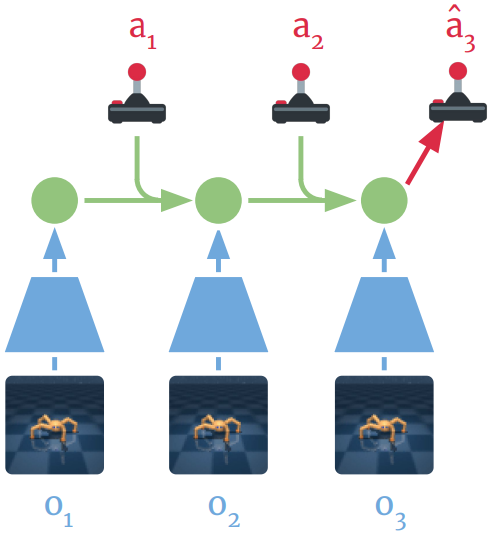 a₁ a₂ â₃
o₁ o₂ o₃